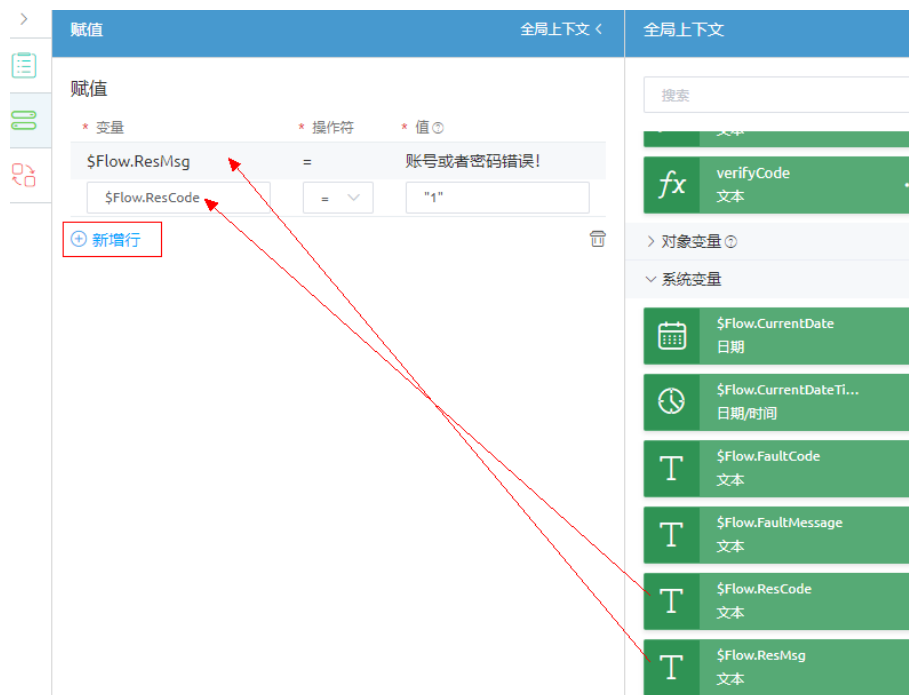 赋值
全局上下文
全局上下文
赋值
搜索
* 变量
* 操作符
* 值
文本
$Flow.ResMsg
=
账号或者密码错误!
fx
verifyCode
文本
$Flow.ResCode
=
"1"
新增行
对象变量
系统变量
$Flow.CurrentDate
日期
$Flow.CurrentDateTi...
日期/时间
T
$Flow.FaultCode
文本
T
$Flow.FaultMessage
文本
T
$Flow.ResCode
文本
T
$Flow.ResMsg
文本